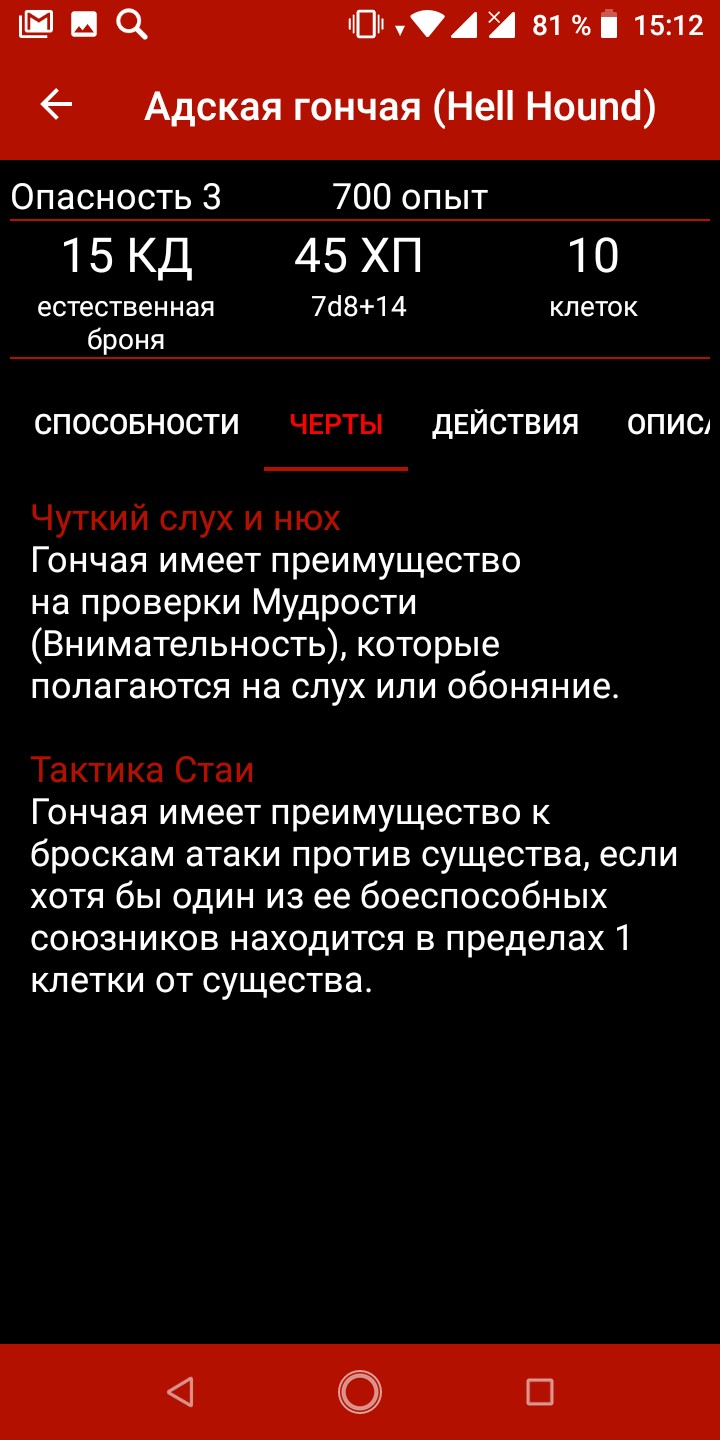 81 % 15:12
Адская гончая (Hell Hound)
Опасность 3 700 опыт
15 КД 45 ХП 10
естественная 7d8+14 клеток
броня
СПОСОБНОСТИ ЧЕРТЫ ДЕЙСТВИЯ ОПИСА
Чуткий слух и нюх
Гончая имеет преимущество
на проверки Мудрости
(Внимательность), которые
полагаются на слух или обоняние.
Тактика Стаи
Гончая имеет преимущество к
броскам атаки против существа, если
хотя бы один из ее боеспособных
союзников находится в пределах 1
клетки от существа.